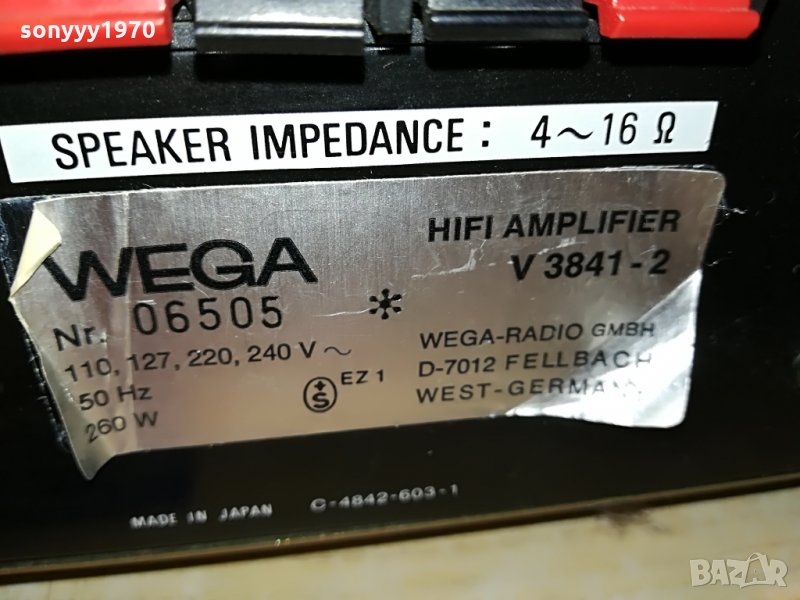 sonyyy1970
SPEAKER IMPEDANCE : 4~16 Ω
WEGA
HIFI AMPLIFIER
V 3841-2
Nr. 06505
110, 127, 220, 240 V ~
50 Hz
260 W
S EZ 1
WEGA-RADIO GMBH
D-7012 FELLBACH
WEST-GERMANY
MADE IN JAPAN C-4842-603-1
BAZAR